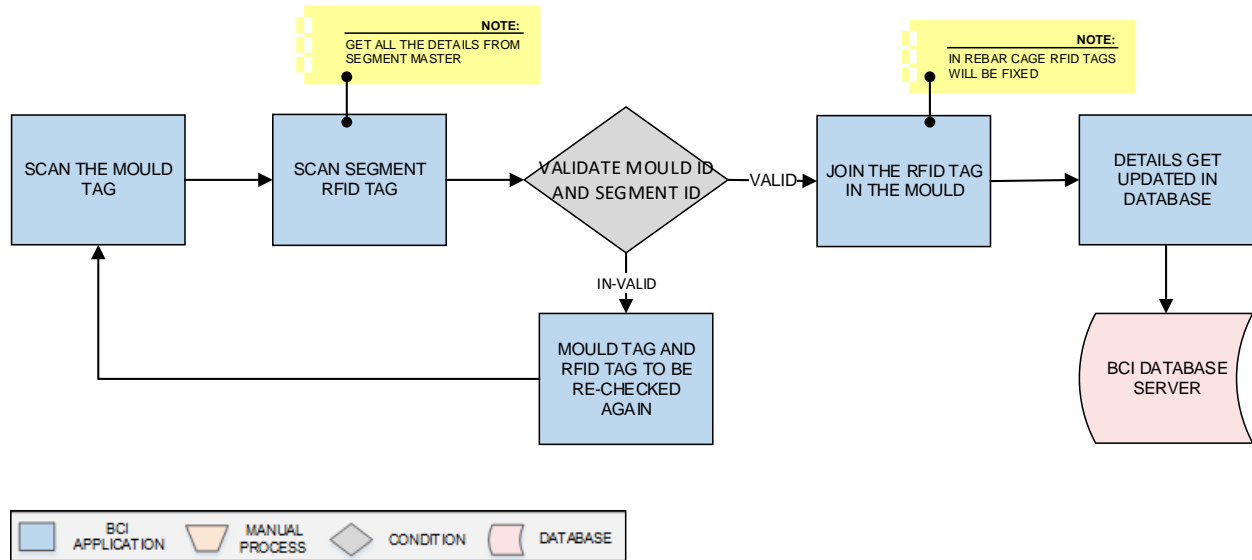 NOTE:
GET ALL THE DETAILS FROM
SEGMENT MASTER
NOTE:
IN REBAR CAGE RFID TAGS
WILL BE FIXED
SCAN THE MOULD
TAG
SCAN SEGMENT
RFID TAG
VALIDATE MOULD ID
AND SEGMENT ID
VALID
JOIN THE RFID TAG
IN THE MOULD
DETAILS GET
UPDATED IN
DATABASE
IN-VALID
MOULD TAG AND
RFID TAG TO BE
RE-CHECKED
AGAIN
BCI DATABASE
SERVER
BCI
APPLICATION
MANUAL
PROCESS
CONDITION
DATABASE